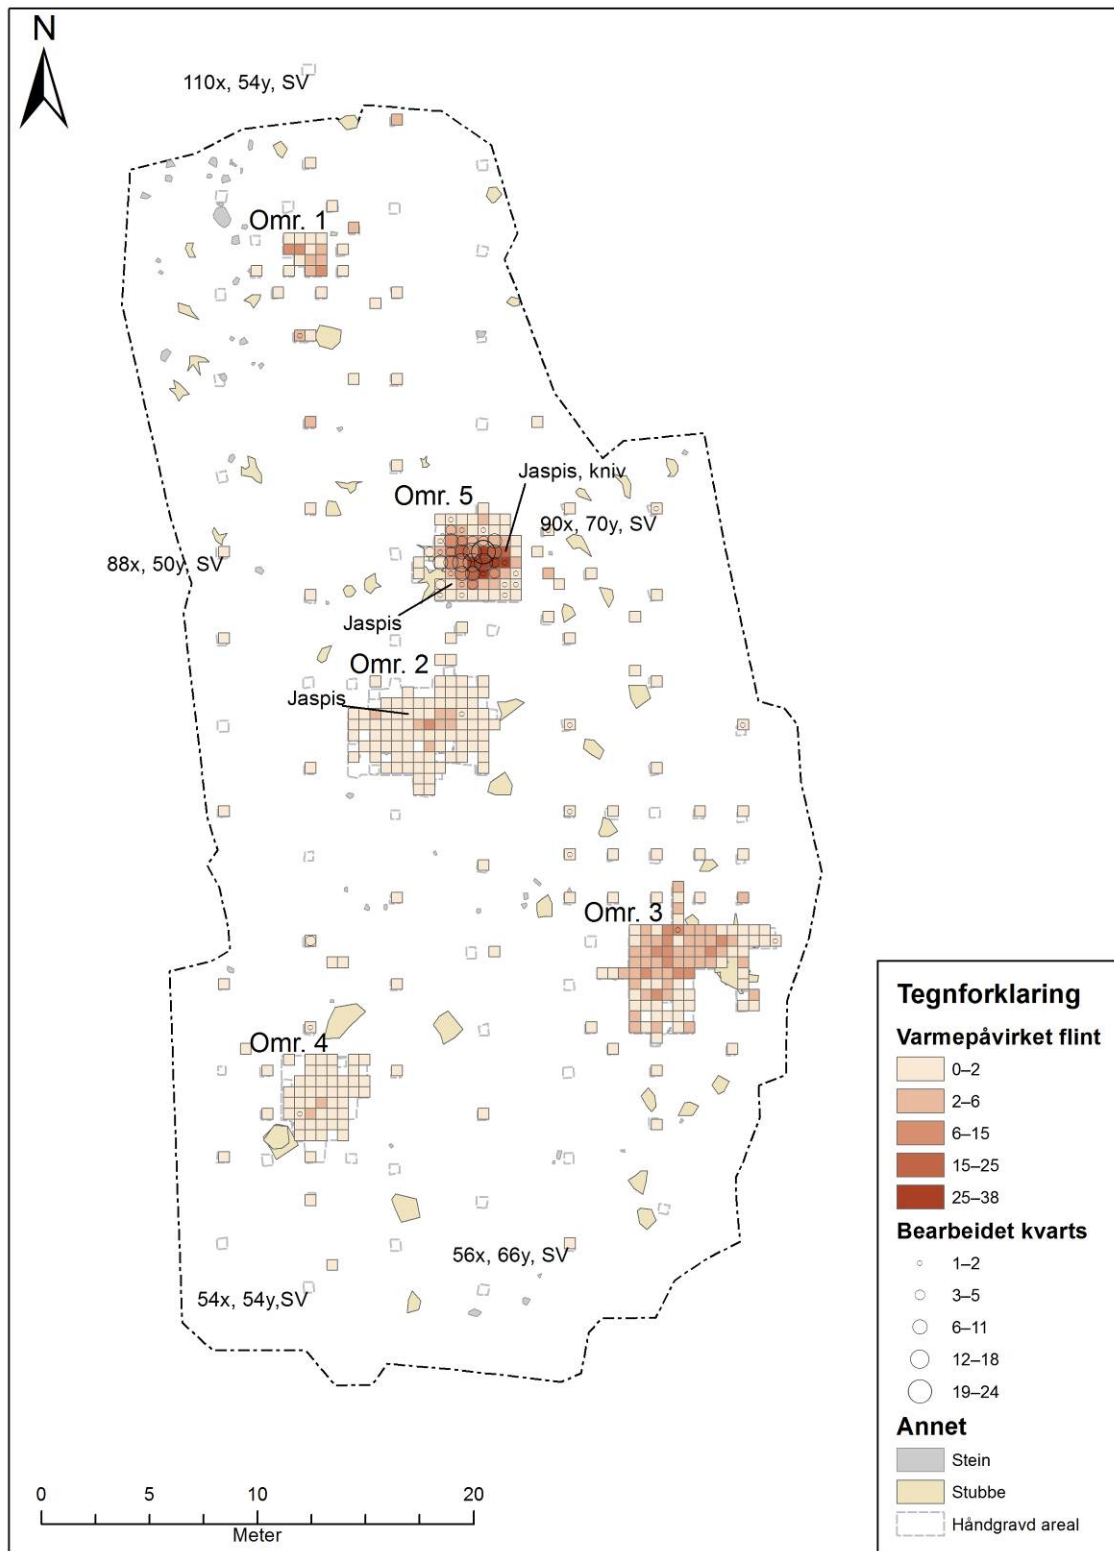 N
110x, 54y, SV
Omr. 1
Jaspis, kniv
Omr. 5
90x, 70y, SV
88x, 50y, SV
Jaspis
Omr. 2
Jaspis
Omr. 3
Omr. 4
56x, 66y, SV
54x, 54y,SV
0 5 10 20
Meter
Tegnforklaring
Varmepåvirket flint
0–2
2–6
6–15
15–25
25–38
Bearbeidet kvarts
1–2
3–5
6–11
12–18
19–24
Annet
Stein
Stubbe
Håndgravd areal